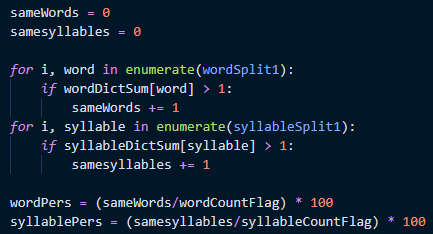 sameWords = 0
samesyllables = 0
for i, word in enumerate(wordSplit1):
if wordDictSum[word] > 1:
sameWords += 1
for i, syllable in enumerate(syllableSplit1):
if syllableDictSum[syllable] > 1:
samesyllables += 1
wordPers = (sameWords/wordCountFlag) * 100
syllablePers = (samesyllables/syllableCountFlag) * 100